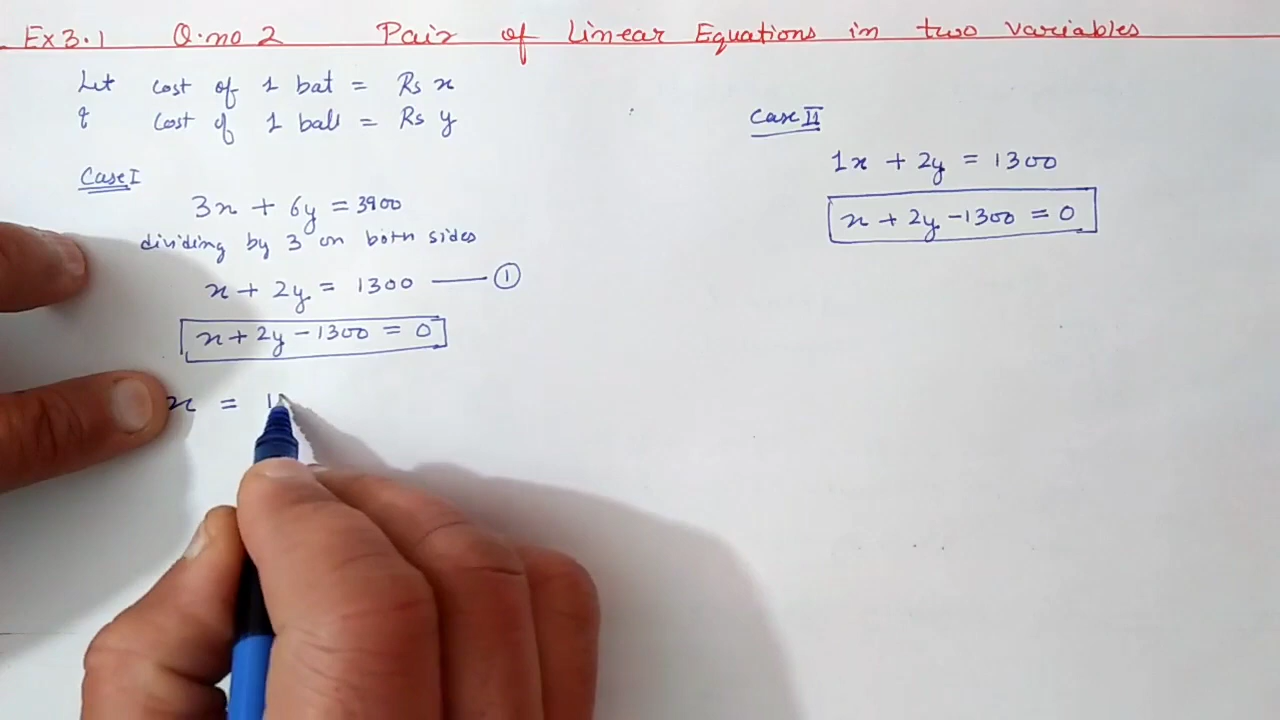 Ex 3.1 Q.no 2 Pair of Linear Equations in two variables
Let cost of 1 bat = Rs x
& cost of 1 ball = Rs y
Case I
3x + 6y = 3900
dividing by 3 on both sides
x + 2y = 1300 —— ①
x + 2y - 1300 = 0
x = 1
Case II
1x + 2y = 1300
x + 2y - 1300 = 0